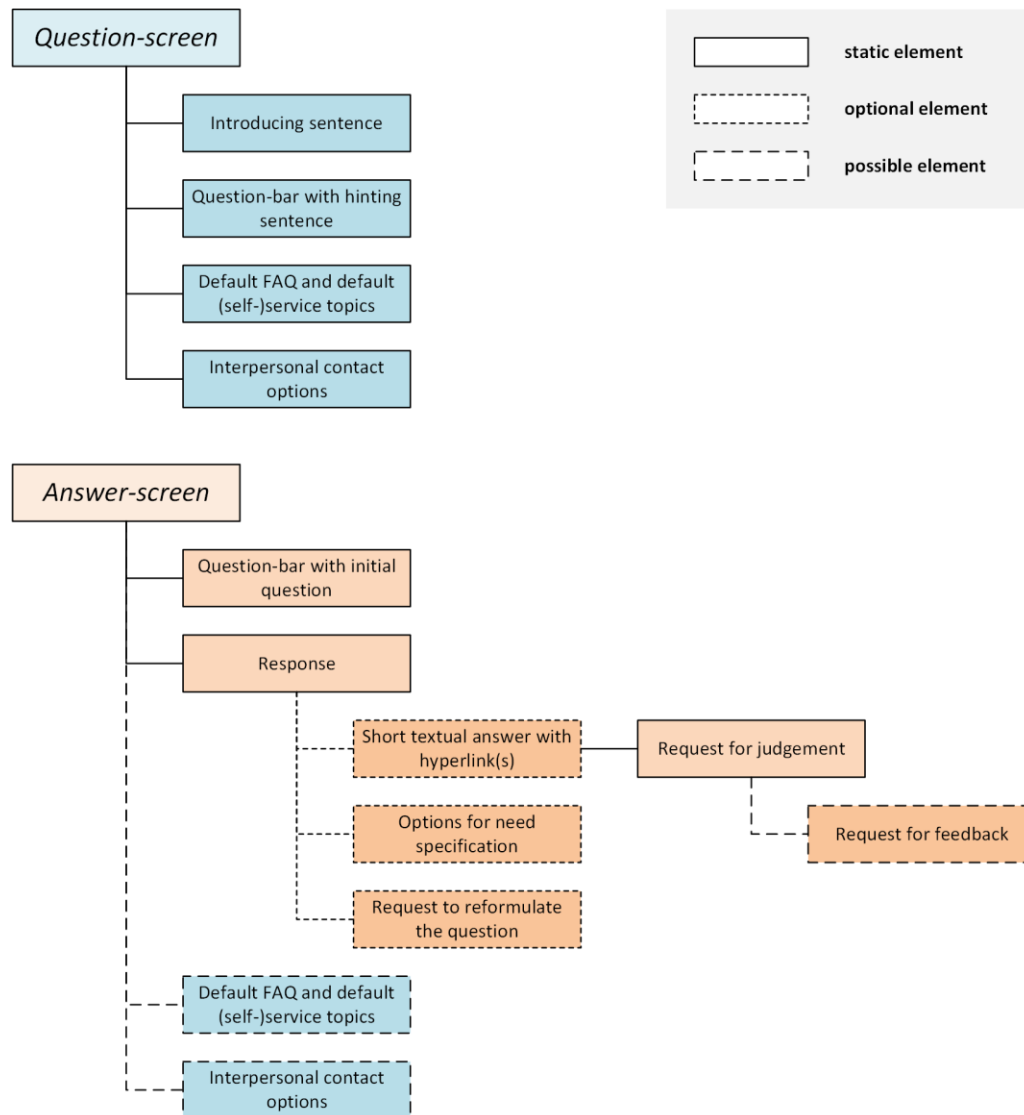 Question-screen
static element
optional element
possible element
Introducing sentence
Question-bar with hinting
sentence
Default FAQ and default
(self-)service topics
Interpersonal contact
options
Answer-screen
Question-bar with initial
question
Response
Short textual answer with
hyperlink(s)
Request for judgement
Options for need
specification
Request for feedback
Request to reformulate
the question
Default FAQ and default
(self-)service topics
Interpersonal contact
options